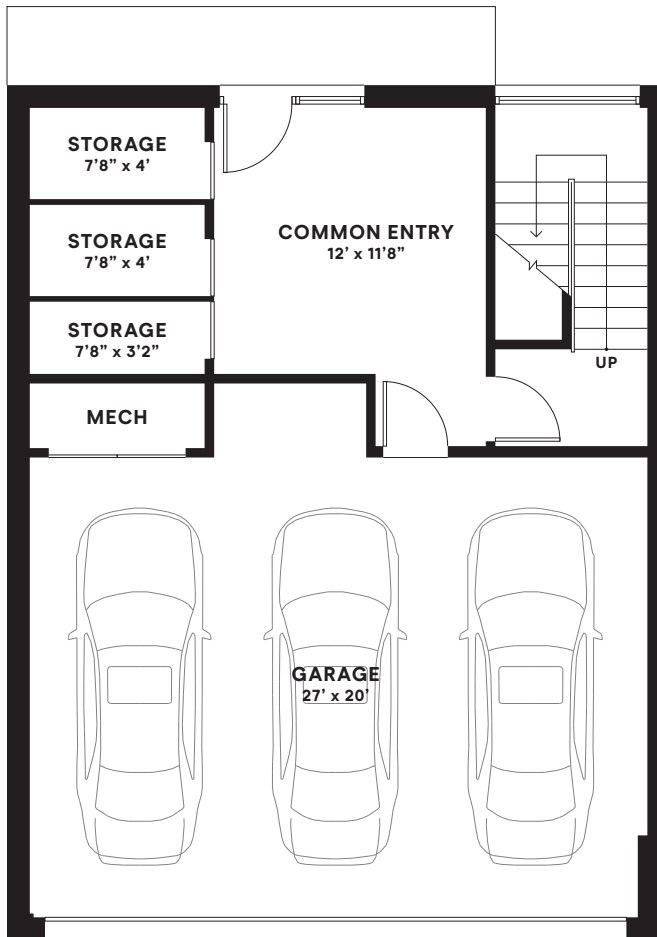 STORAGE
7’8” x 4’
STORAGE
7’8” x 4’
COMMON ENTRY
12’ x 11’8”
STORAGE
7’8” x 3’2”
UP
MECH
GARAGE
27’ x 20’